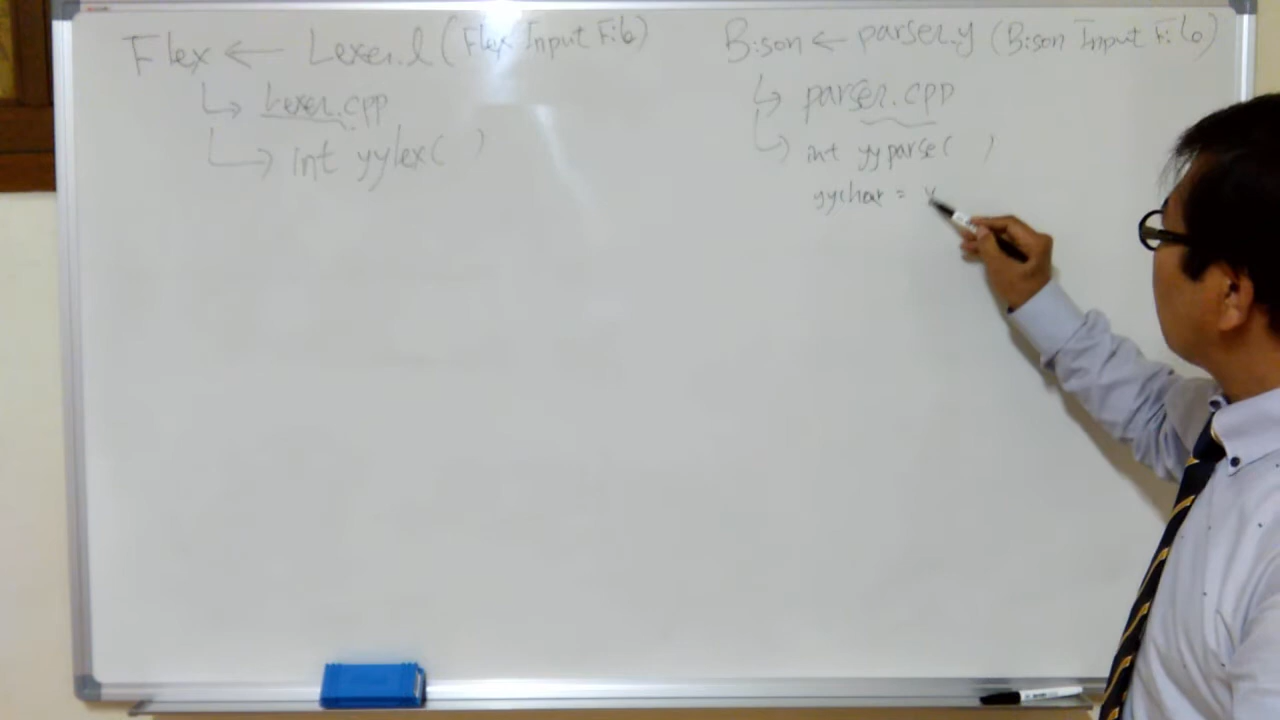 Flex ← Lexer.l (Flex Input File)
↳ Lexer.cpp
↳ int yylex( )
Bison ← parser.y (Bison Input File)
↳ parser.cpp
↳ int yyparse( )
yychar = y